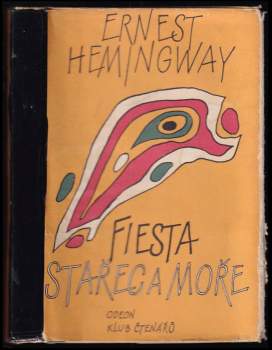 ERNEST
HEMINGWAY
FIESTA
STAŘEC A MOŘE
ODEON
KLUB ČTENÁŘŮ